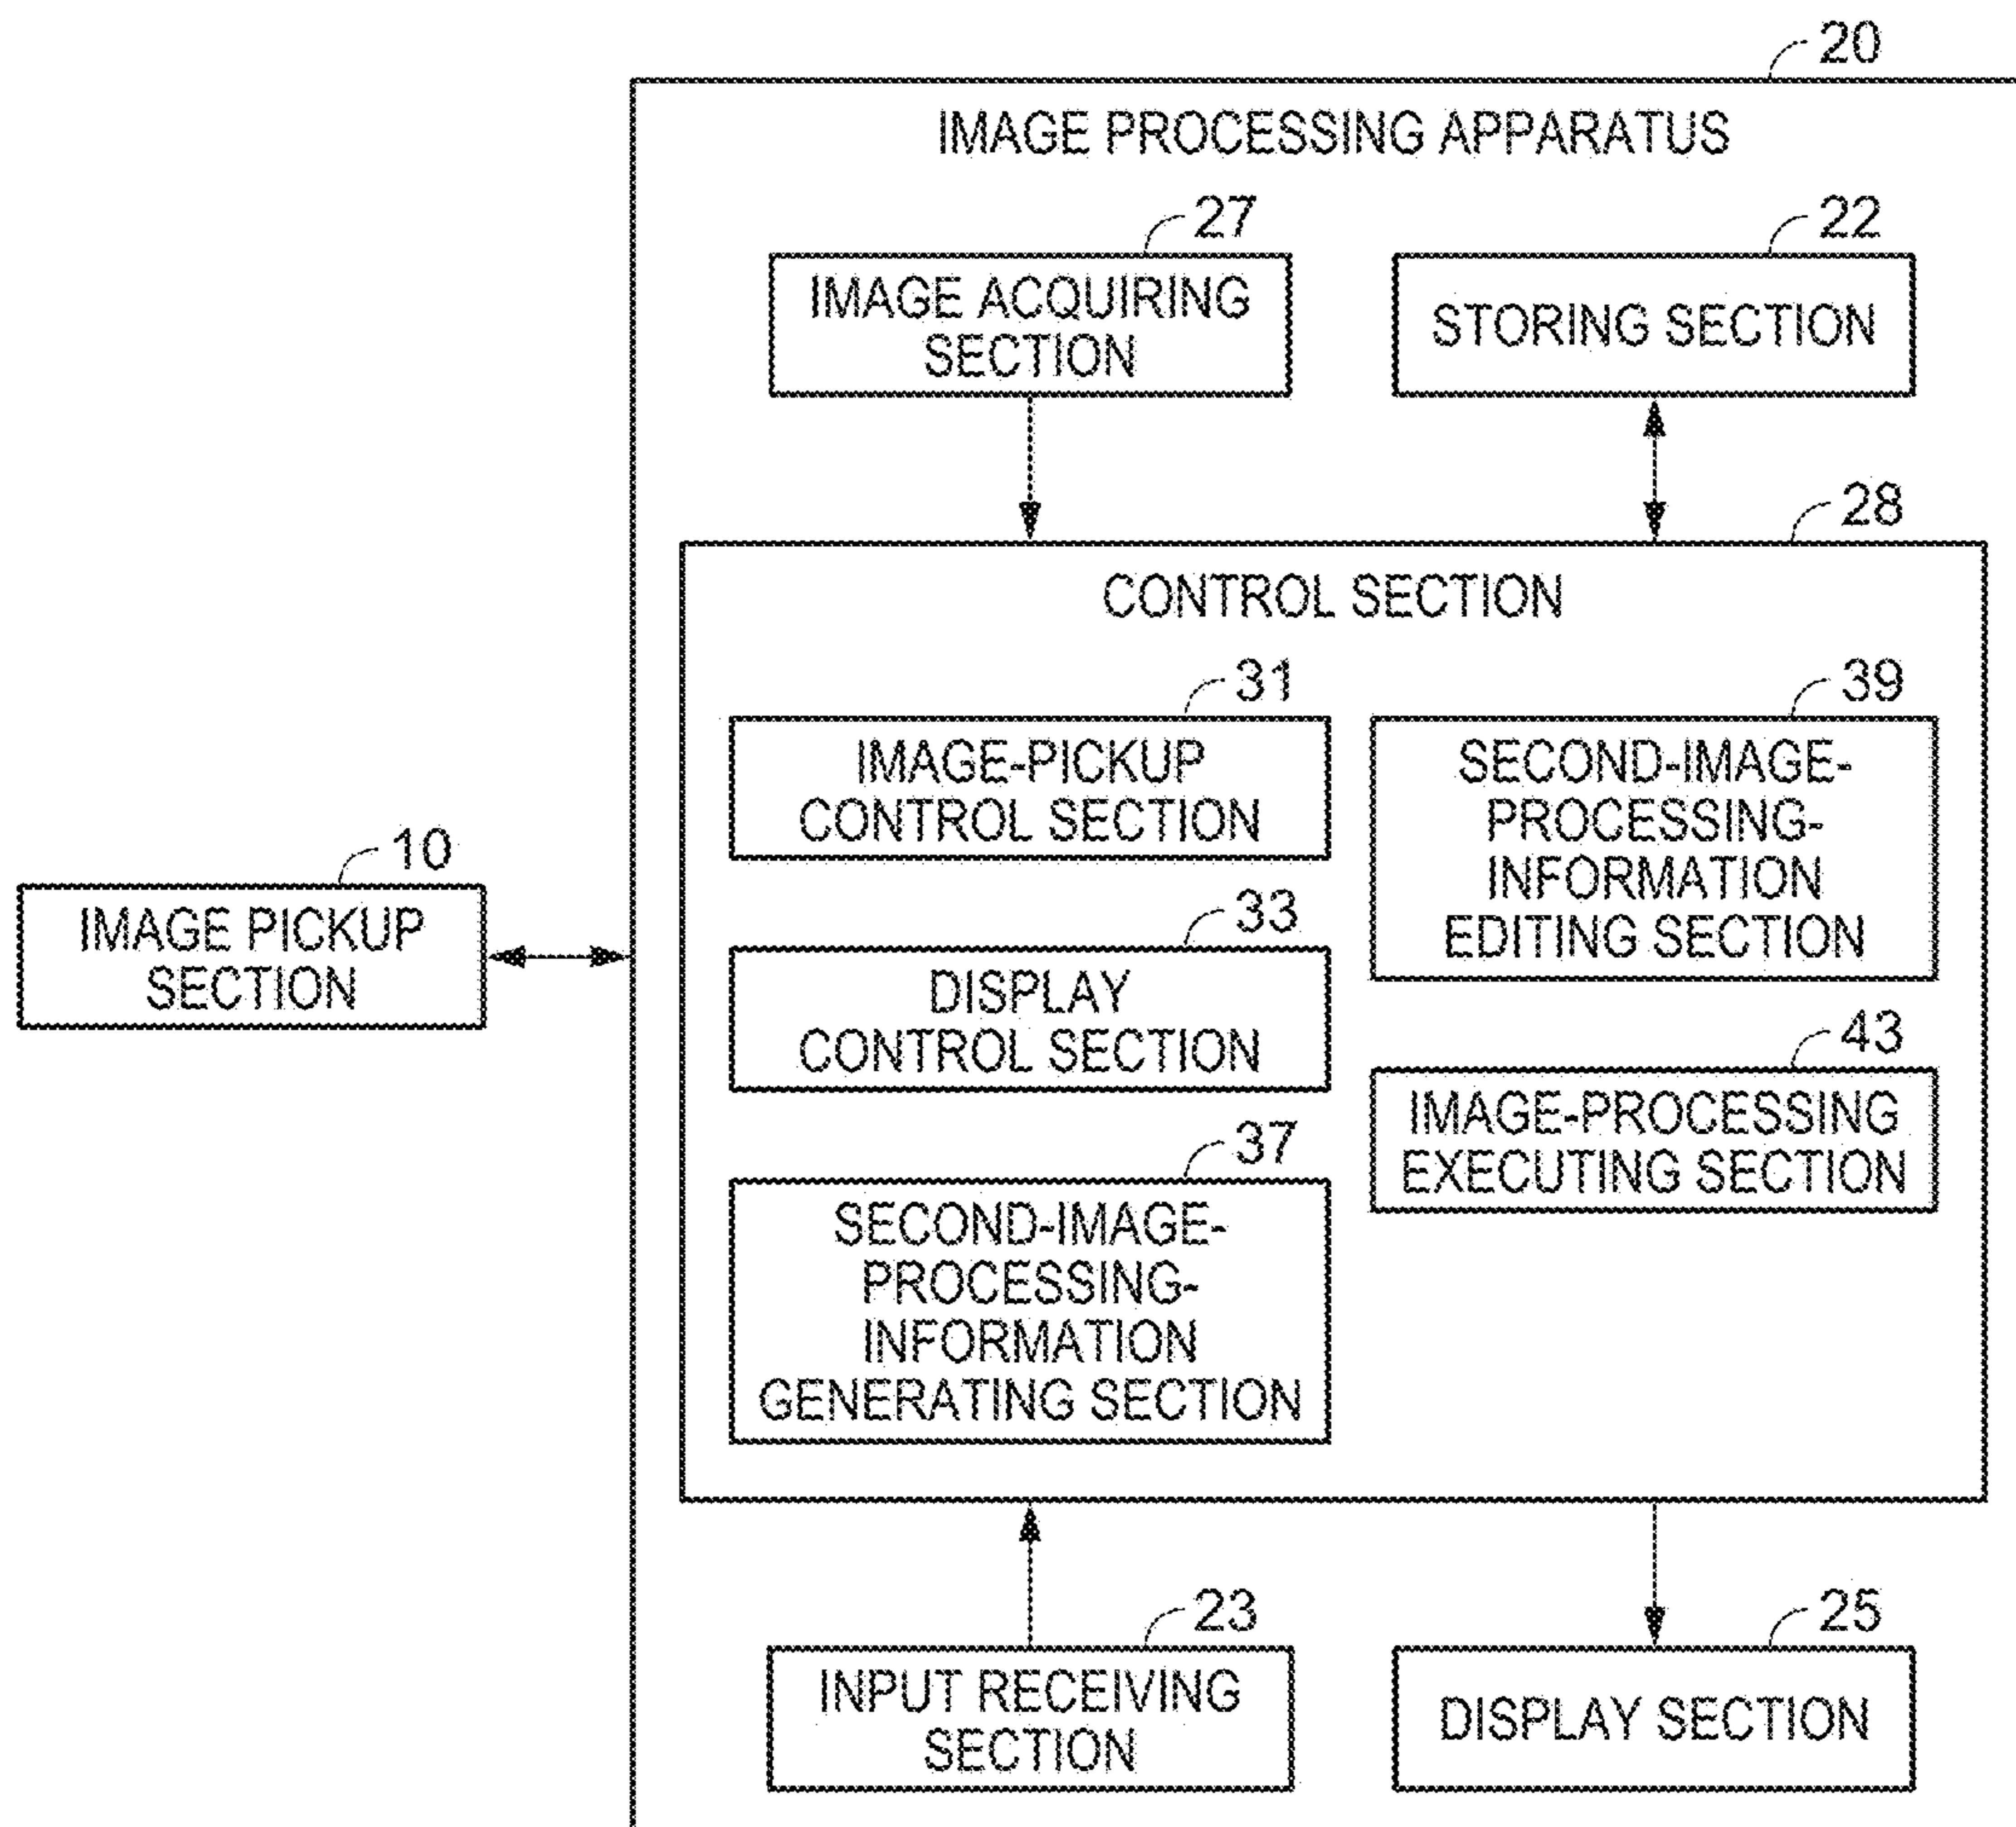 20
IMAGE PROCESSING APPARATUS
27
IMAGE ACQUIRING
SECTION
22
STORING SECTION
28
CONTROL SECTION
31
IMAGE-PICKUP
CONTROL SECTION
39
SECOND-IMAGE-
PROCESSING-
INFORMATION
EDITING SECTION
10
IMAGE PICKUP
SECTION
33
DISPLAY
CONTROL SECTION
43
IMAGE-PROCESSING
EXECUTING SECTION
37
SECOND-IMAGE-
PROCESSING-
INFORMATION
GENERATING SECTION
23
INPUT RECEIVING
SECTION
25
DISPLAY SECTION